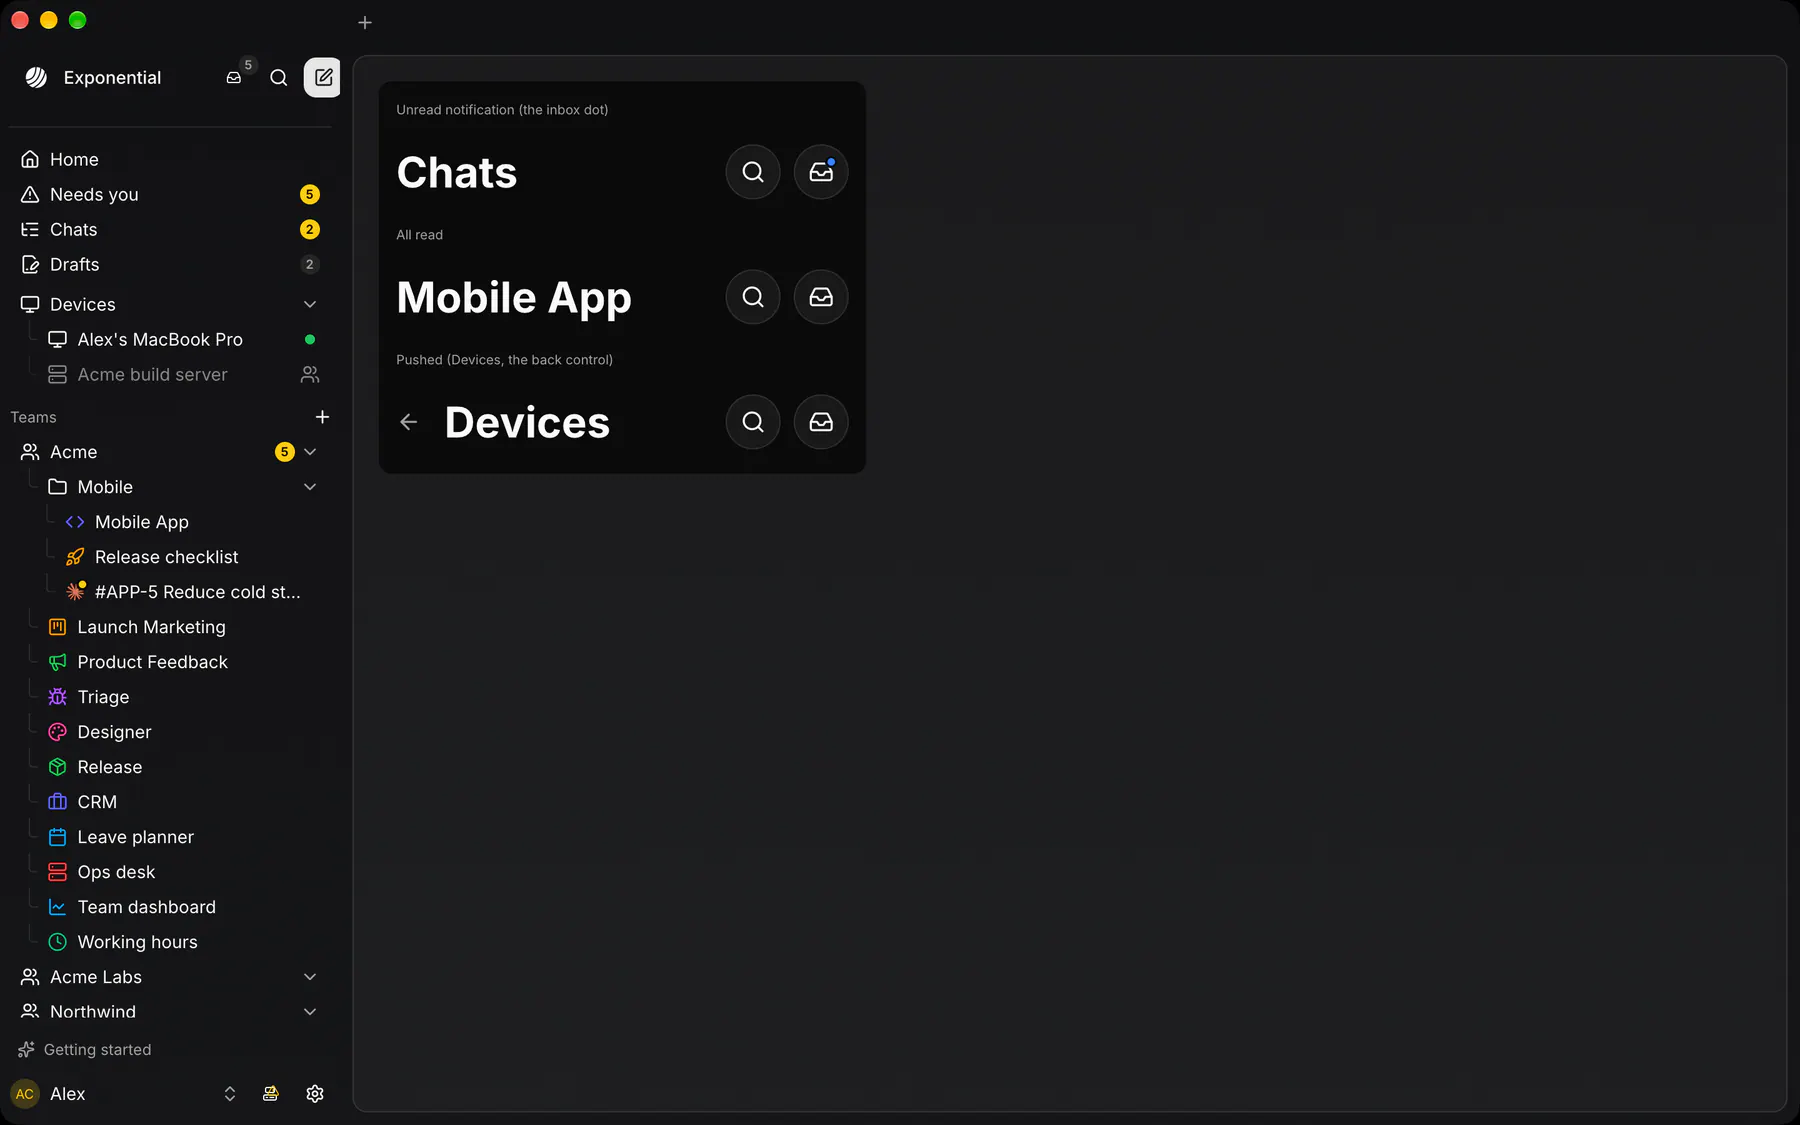 Exponential
5
Home
Needs you
5
Chats
2
Drafts
2
Devices
Alex's MacBook Pro
Acme build server
Teams
Acme
5
Mobile
Mobile App
Release checklist
#APP-5 Reduce cold st...
Launch Marketing
Product Feedback
Triage
Designer
Release
CRM
Leave planner
Ops desk
Team dashboard
Working hours
Acme Labs
Northwind
Getting started
AC
Alex
Unread notification (the inbox dot)
Chats
All read
Mobile App
Pushed (Devices, the back control)
Devices